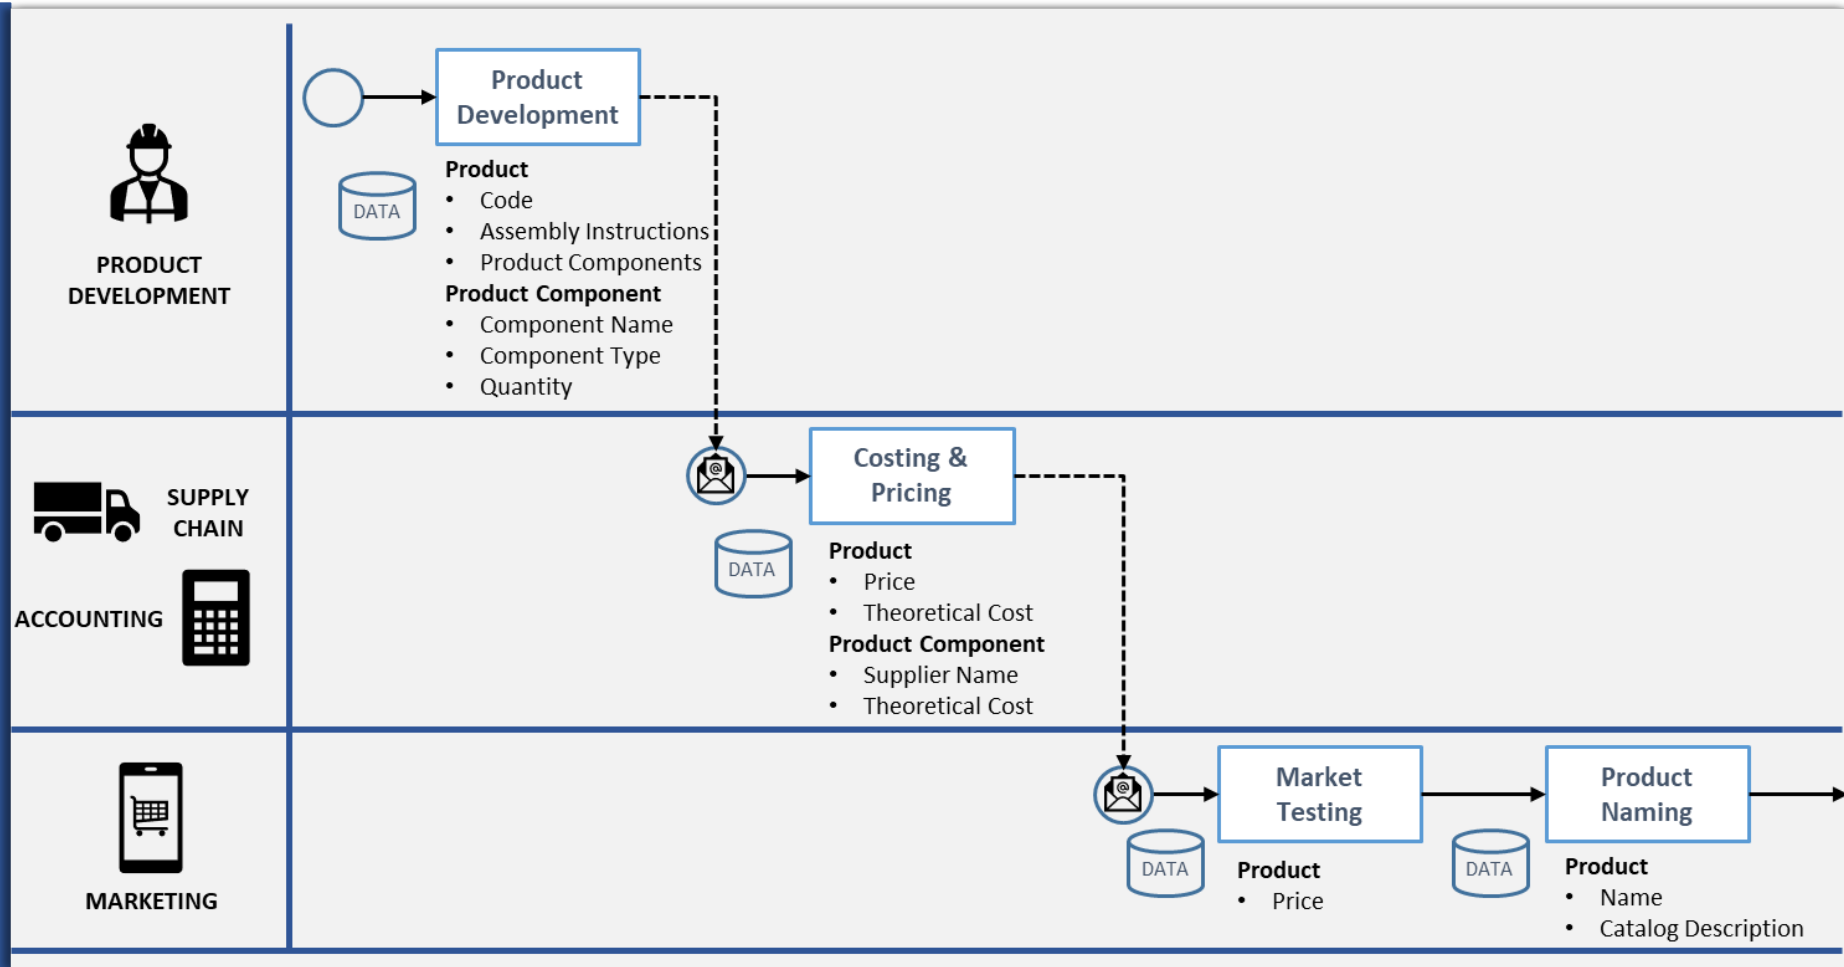 Product
Development
Product
• Code
• Assembly Instructions
• Product Components
Product Component
• Component Name
• Component Type
• Quantity
DATA
PRODUCT
DEVELOPMENT
SUPPLY
CHAIN
ACCOUNTING
@
Costing &
Pricing
DATA
Product
• Price
• Theoretical Cost
Product Component
• Supplier Name
• Theoretical Cost
MARKETING
@
Market
Testing
DATA
Product
• Price
Product
Naming
DATA
Product
• Name
• Catalog Description